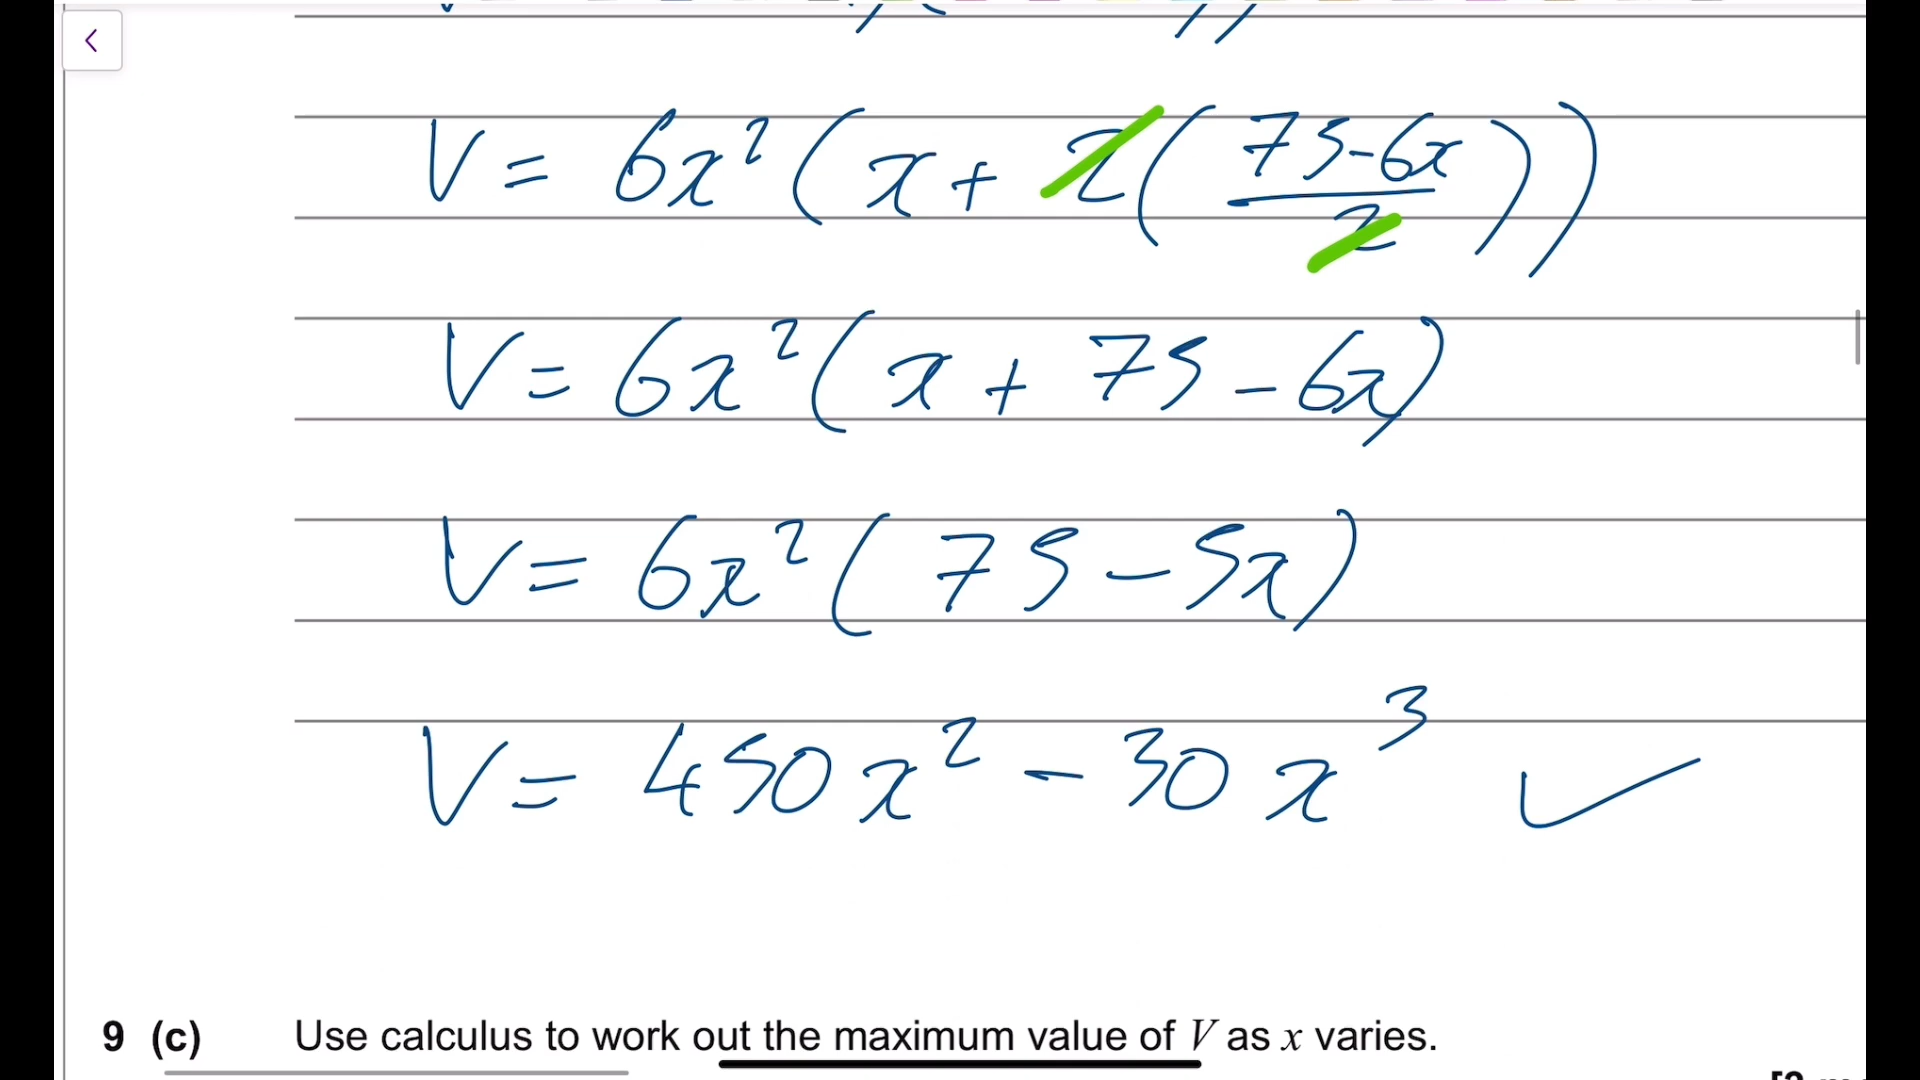 V = 6x² ( x + 2 ( 75-6x / 2 ) )
V = 6x² ( x + 75 - 6x )
V = 6x² ( 75 - 5x )
V = 450x² - 30x³
9 (c) Use calculus to work out the maximum value of V as x varies.